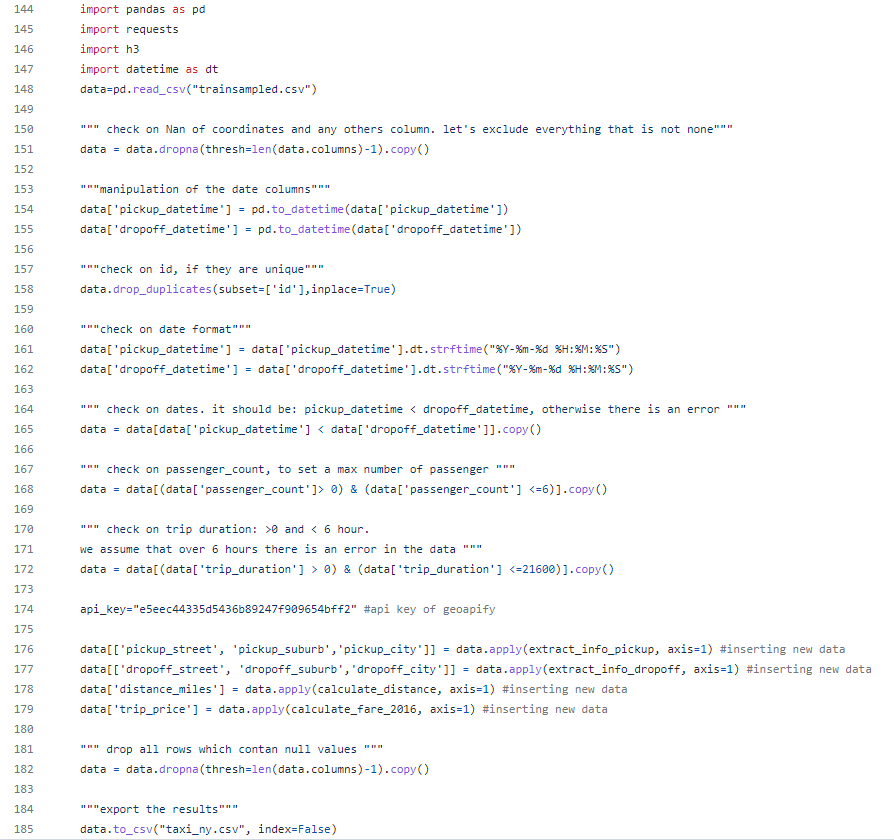 144 import pandas as pd
145 import requests
146 import h3
147 import datetime as dt
148 data=pd.read_csv("trainsampled.csv")
149
150 """ check on Nan of coordinates and any others column. let's exclude everything that is not none"""
151 data = data.dropna(thresh=len(data.columns)-1).copy()
152
153 """manipulation of the date columns"""
154 data['pickup_datetime'] = pd.to_datetime(data['pickup_datetime'])
155 data['dropoff_datetime'] = pd.to_datetime(data['dropoff_datetime'])
156
157 """check on id, if they are unique"""
158 data.drop_duplicates(subset=['id'],inplace=True)
159
160 """check on date format"""
161 data['pickup_datetime'] = data['pickup_datetime'].dt.strftime("%Y-%m-%d %H:%M:%S")
162 data['dropoff_datetime'] = data['dropoff_datetime'].dt.strftime("%Y-%m-%d %H:%M:%S")
163
164 """ check on dates. it should be: pickup_datetime < dropoff_datetime, otherwise there is an error """
165 data = data[data['pickup_datetime'] < data['dropoff_datetime']].copy()
166
167 """ check on passenger_count, to set a max number of passenger """
168 data = data[(data['passenger_count']> 0) & (data['passenger_count'] <=6)].copy()
169
170 """ check on trip duration: >0 and < 6 hour.
171 we assume that over 6 hours there is an error in the data """
172 data = data[(data['trip_duration'] > 0) & (data['trip_duration'] <=21600)].copy()
173
174 api_key="e5eec44335d5436b89247f909654bff2" #api key of geoapify
175
176 data[['pickup_street', 'pickup_suburb','pickup_city']] = data.apply(extract_info_pickup, axis=1) #inserting new data
177 data[['dropoff_street', 'dropoff_suburb','dropoff_city']] = data.apply(extract_info_dropoff, axis=1) #inserting new data
178 data['distance_miles'] = data.apply(calculate_distance, axis=1) #inserting new data
179 data['trip_price'] = data.apply(calculate_fare_2016, axis=1) #inserting new data
180
181 """ drop all rows which contan null values """
182 data = data.dropna(thresh=len(data.columns)-1).copy()
183
184 """export the results"""
185 data.to_csv("taxi_ny.csv", index=False)